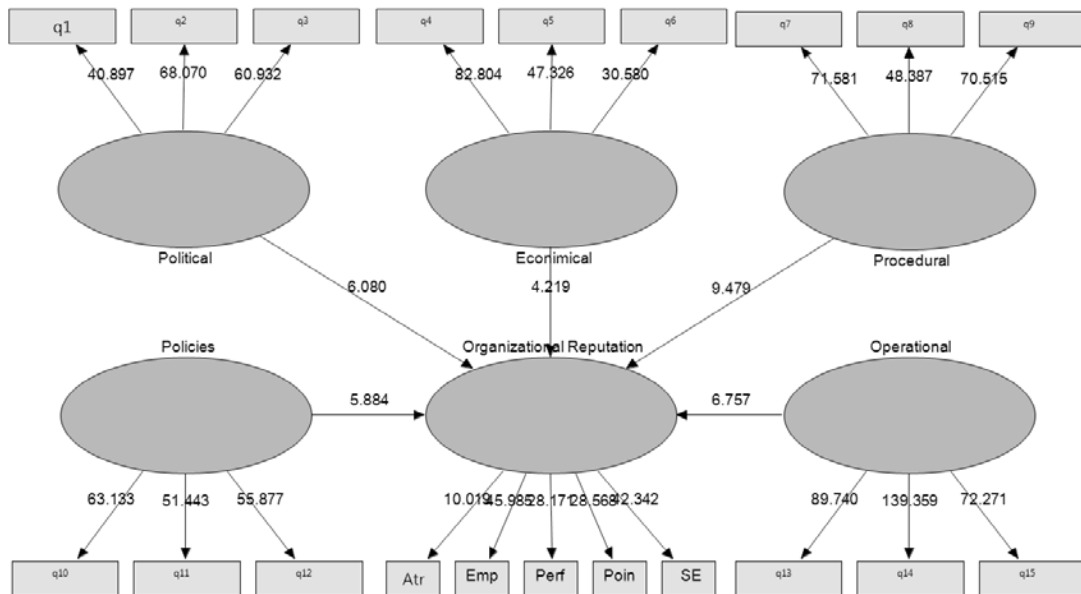 q1
q2
q3
q4
q5
q6
q7
q8
q9
40.897
68.070
60.932
82.804
47.326
30.580
71.581
48.387
70.515
Political
Econimical
Procedural
6.080
4.219
9.479
Policies
Organizational Reputation
Operational
5.884
6.757
63.133
51.443
55.877
10.019
45.985
28.171
28.568
42.342
89.740
139.359
72.271
q10
q11
q12
Atr
Emp
Perf
Poin
SE
q13
q14
q15